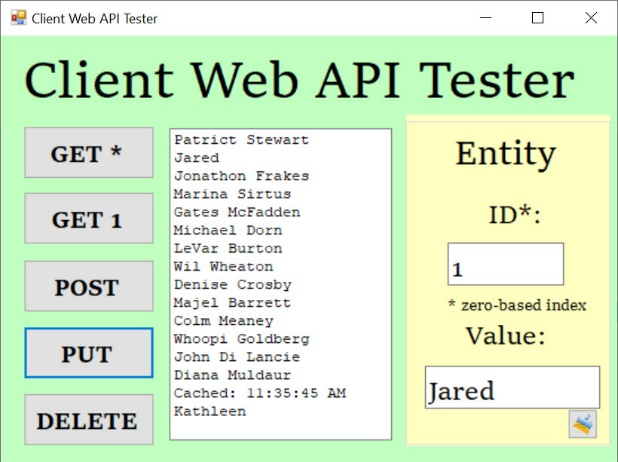 Client Web API Tester
Client Web API Tester
GET *
GET 1
POST
PUT
DELETE
Patrict Stewart
Jared
Jonathon Frakes
Marina Sirtus
Gates McFadden
Michael Dorn
LeVar Burton
Wil Wheaton
Denise Crosby
Majel Barrett
Colm Meaney
Whoopi Goldberg
John Di Lancie
Diana Muldaur
Cached: 11:35:45 AM
Kathleen
Entity
ID*:
1
* zero-based index
Value:
Jared